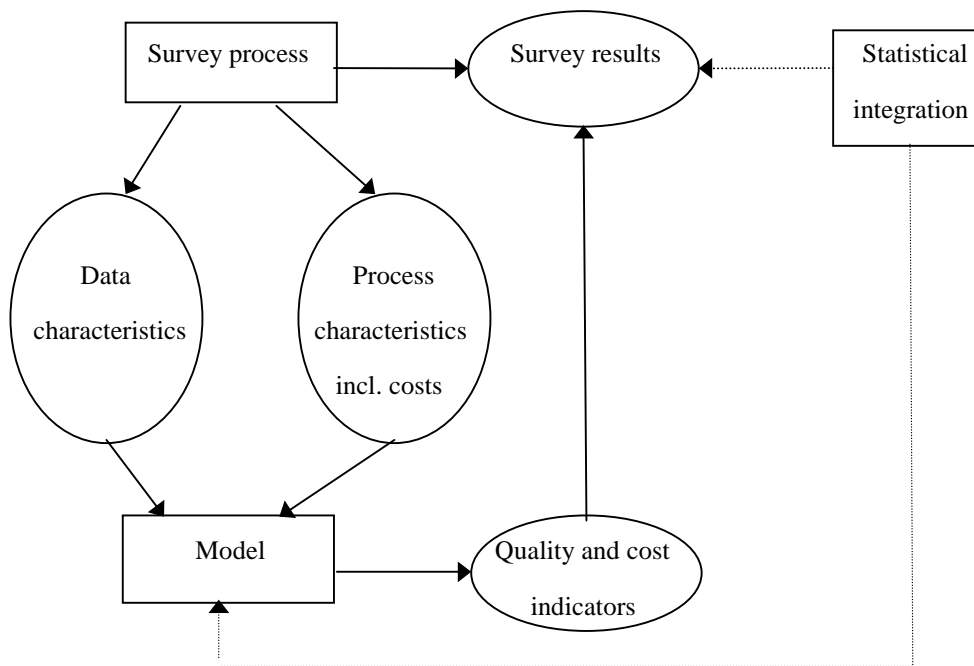 Survey process
Survey results
Statistical
integration
Data
characteristics
Process
characteristics
incl. costs
Model
Quality and cost
indicators